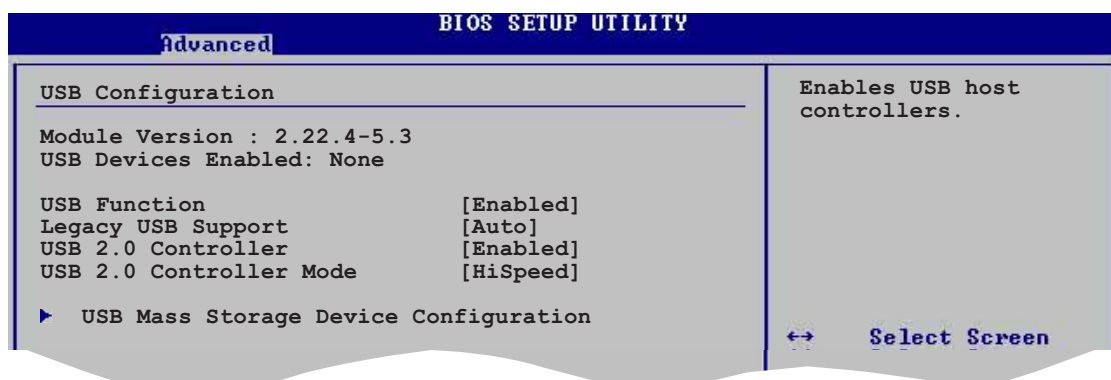 BIOS SETUP UTILITY
Advanced
USB Configuration
Module Version : 2.22.4-5.3
USB Devices Enabled: None
USB Function [Enabled]
Legacy USB Support [Auto]
USB 2.0 Controller [Enabled]
USB 2.0 Controller Mode [HiSpeed]
▶ USB Mass Storage Device Configuration
Enables USB host
controllers.
↔ Select Screen